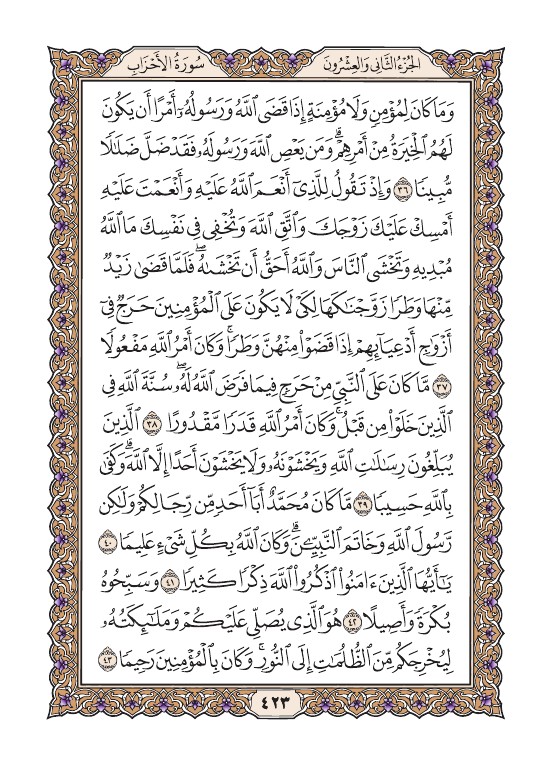 الجُزْءُ الثَّانِي وَالعِشْرُونَ
سُورَةُ الأَحْزَابِ
وَمَا كَانَ لِمُؤْمِنٍ وَلَا مُؤْمِنَةٍ إِذَا قَضَى ٱللَّهُ وَرَسُولُهُۥٓ أَمْرًا أَن يَكُونَ
لَهُمُ ٱلْخِيَرَةُ مِنْ أَمْرِهِمْۗ وَمَن يَعْصِ ٱللَّهَ وَرَسُولَهُۥ فَقَدْ ضَلَّ ضَلَٰلًا
مُّبِينًا ٣٦ وَإِذْ تَقُولُ لِلَّذِىٓ أَنْعَمَ ٱللَّهُ عَلَيْهِ وَأَنْعَمْتَ عَلَيْهِ
أَمْسِكْ عَلَيْكَ زَوْجَكَ وَٱتَّقِ ٱللَّهَ وَتُخْفِى فِى نَفْسِكَ مَا ٱللَّهُ
مُبْدِيهِ وَتَخْشَى ٱلنَّاسَ وَٱللَّهُ أَحَقُّ أَن تَخْشَىٰهُۖ فَلَمَّا قَضَىٰ زَيْدٌ
مِّنْهَا وَطَرًا زَوَّجْنَٰكَهَا لِكَىْ لَا يَكُونَ عَلَى ٱلْمُؤْمِنِينَ حَرَجٌ فِىٓ
أَزْوَٰجِ أَدْعِيَآئِهِمْ إِذَا قَضَوْا۟ مِنْهُنَّ وَطَرًاۚ وَكَانَ أَمْرُ ٱللَّهِ مَفْعُولًا
٣٧ مَّا كَانَ عَلَى ٱلنَّبِىِّ مِنْ حَرَجٍ فِيمَا فَرَضَ ٱللَّهُ لَهُۥۖ سُنَّةَ ٱللَّهِ فِى
ٱلَّذِينَ خَلَوْا۟ مِن قَبْلُۚ وَكَانَ أَمْرُ ٱللَّهِ قَدَرًا مَّقْدُورًا ٣٨ ٱلَّذِينَ
يُبَلِّغُونَ رِسَٰلَٰتِ ٱللَّهِ وَيَخْشَوْنَهُۥ وَلَا يَخْشَوْنَ أَحَدًا إِلَّا ٱللَّهَۗ وَكَفَىٰ
بِٱللَّهِ حَسِيبًا ٣٩ مَّا كَانَ مُحَمَّدٌ أَبَآ أَحَدٍ مِّن رِّجَالِكُمْ وَلَٰكِن
رَّسُولَ ٱللَّهِ وَخَاتَمَ ٱلنَّبِيِّۦنَۗ وَكَانَ ٱللَّهُ بِكُلِّ شَىْءٍ عَلِيمًا ٤٠
يَٰٓأَيُّهَا ٱلَّذِينَ ءَامَنُوا۟ ٱذْكُرُوا۟ ٱللَّهَ ذِكْرًا كَثِيرًا ٤١ وَسَبِّحُوهُ
بُكْرَةً وَأَصِيلًا ٤٢ هُوَ ٱلَّذِى يُصَلِّى عَلَيْكُمْ وَمَلَٰٓئِكَتُهُۥ
لِيُخْرِجَكُم مِّنَ ٱلظُّلُمَٰتِ إِلَى ٱلنُّورِۚ وَكَانَ بِٱلْمُؤْمِنِينَ رَحِيمًا ٤٣
٤٢٣